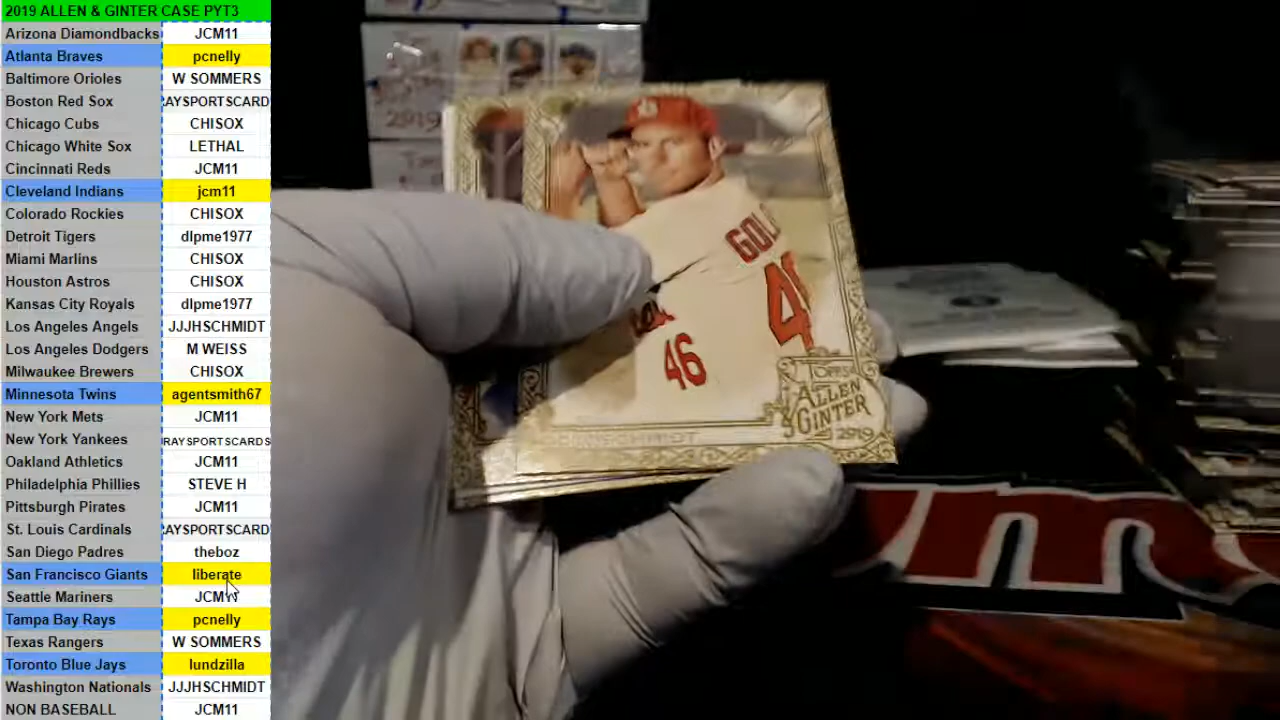 2019 ALLEN & GINTER CASE PYT3
Arizona Diamondbacks JCM11
Atlanta Braves pcnelly
Baltimore Orioles W SOMMERS
Boston Red Sox RAYSPORTSCARD
Chicago Cubs CHISOX
Chicago White Sox LETHAL
Cincinnati Reds JCM11
Cleveland Indians jcm11
Colorado Rockies CHISOX
Detroit Tigers dlpme1977
Miami Marlins CHISOX
Houston Astros CHISOX
Kansas City Royals dlpme1977
Los Angeles Angels JJJHSCHMIDT
Los Angeles Dodgers M WEISS
Milwaukee Brewers CHISOX
Minnesota Twins agentsmith67
New York Mets JCM11
New York Yankees RAYSPORTSCARDS
Oakland Athletics JCM11
Philadelphia Phillies STEVE H
Pittsburgh Pirates JCM11
St. Louis Cardinals RAYSPORTSCARD
San Diego Padres theboz
San Francisco Giants liberate
Seattle Mariners
Tampa Bay Rays pcnelly
Texas Rangers W SOMMERS
Toronto Blue Jays lundzilla
Washington Nationals JJJHSCHMIDT
NON BASEBALL JCM11
2019
GOL
46
46
TOPPS
ALLEN
GINTER
2019